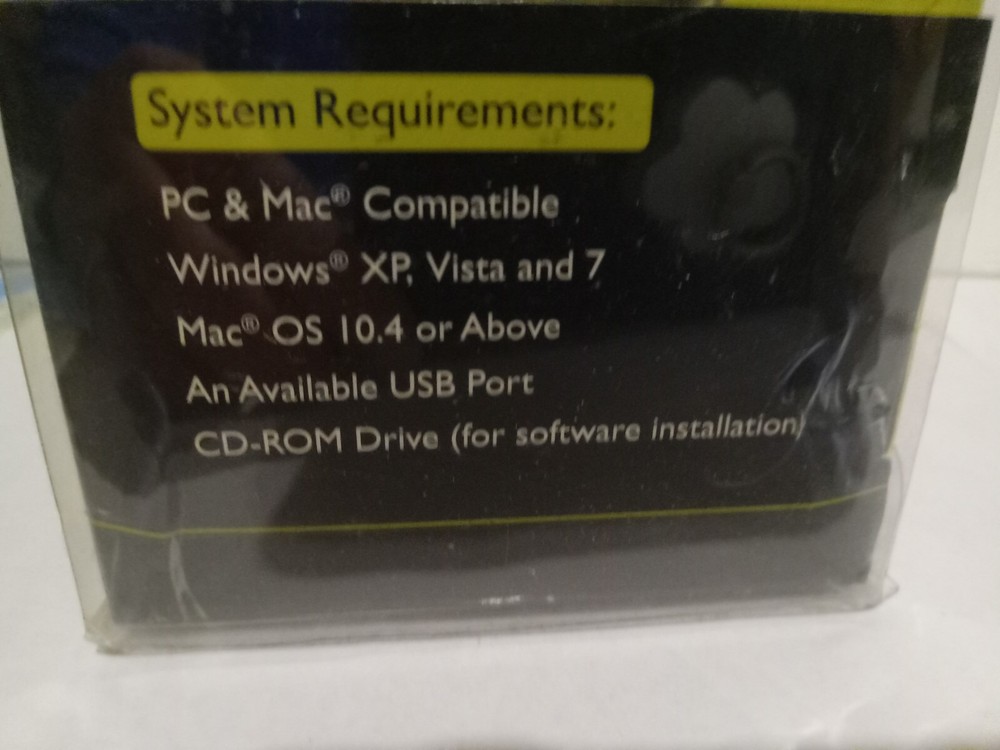 System Requirements:
PC & Mac® Compatible
Windows® XP, Vista and 7
Mac® OS 10.4 or Above
An Available USB Port
CD-ROM Drive (for software installation)